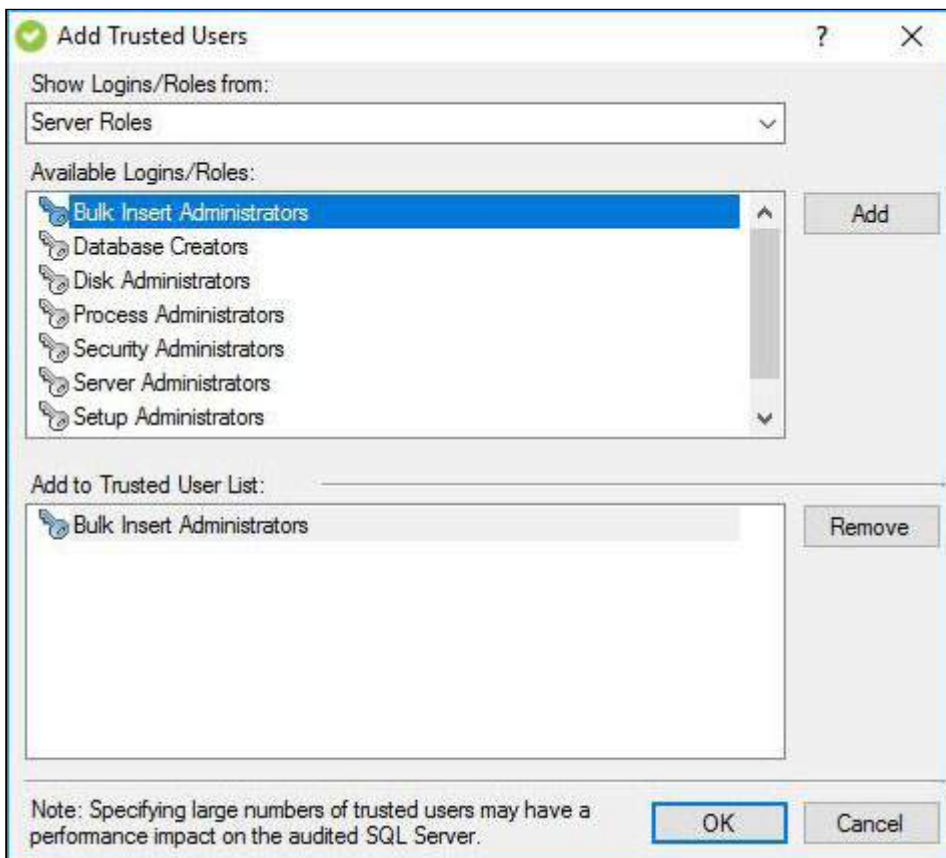 Add Trusted Users
?
Show Logins/Roles from:
Server Roles
Available Logins/Roles:
Bulk Insert Administrators
Add
Database Creators
Disk Administrators
Process Administrators
Security Administrators
Server Administrators
Setup Administrators
Add to Trusted User List:
Bulk Insert Administrators
Remove
Note: Specifying large numbers of trusted users may have a
performance impact on the audited SQL Server.
OK
Cancel